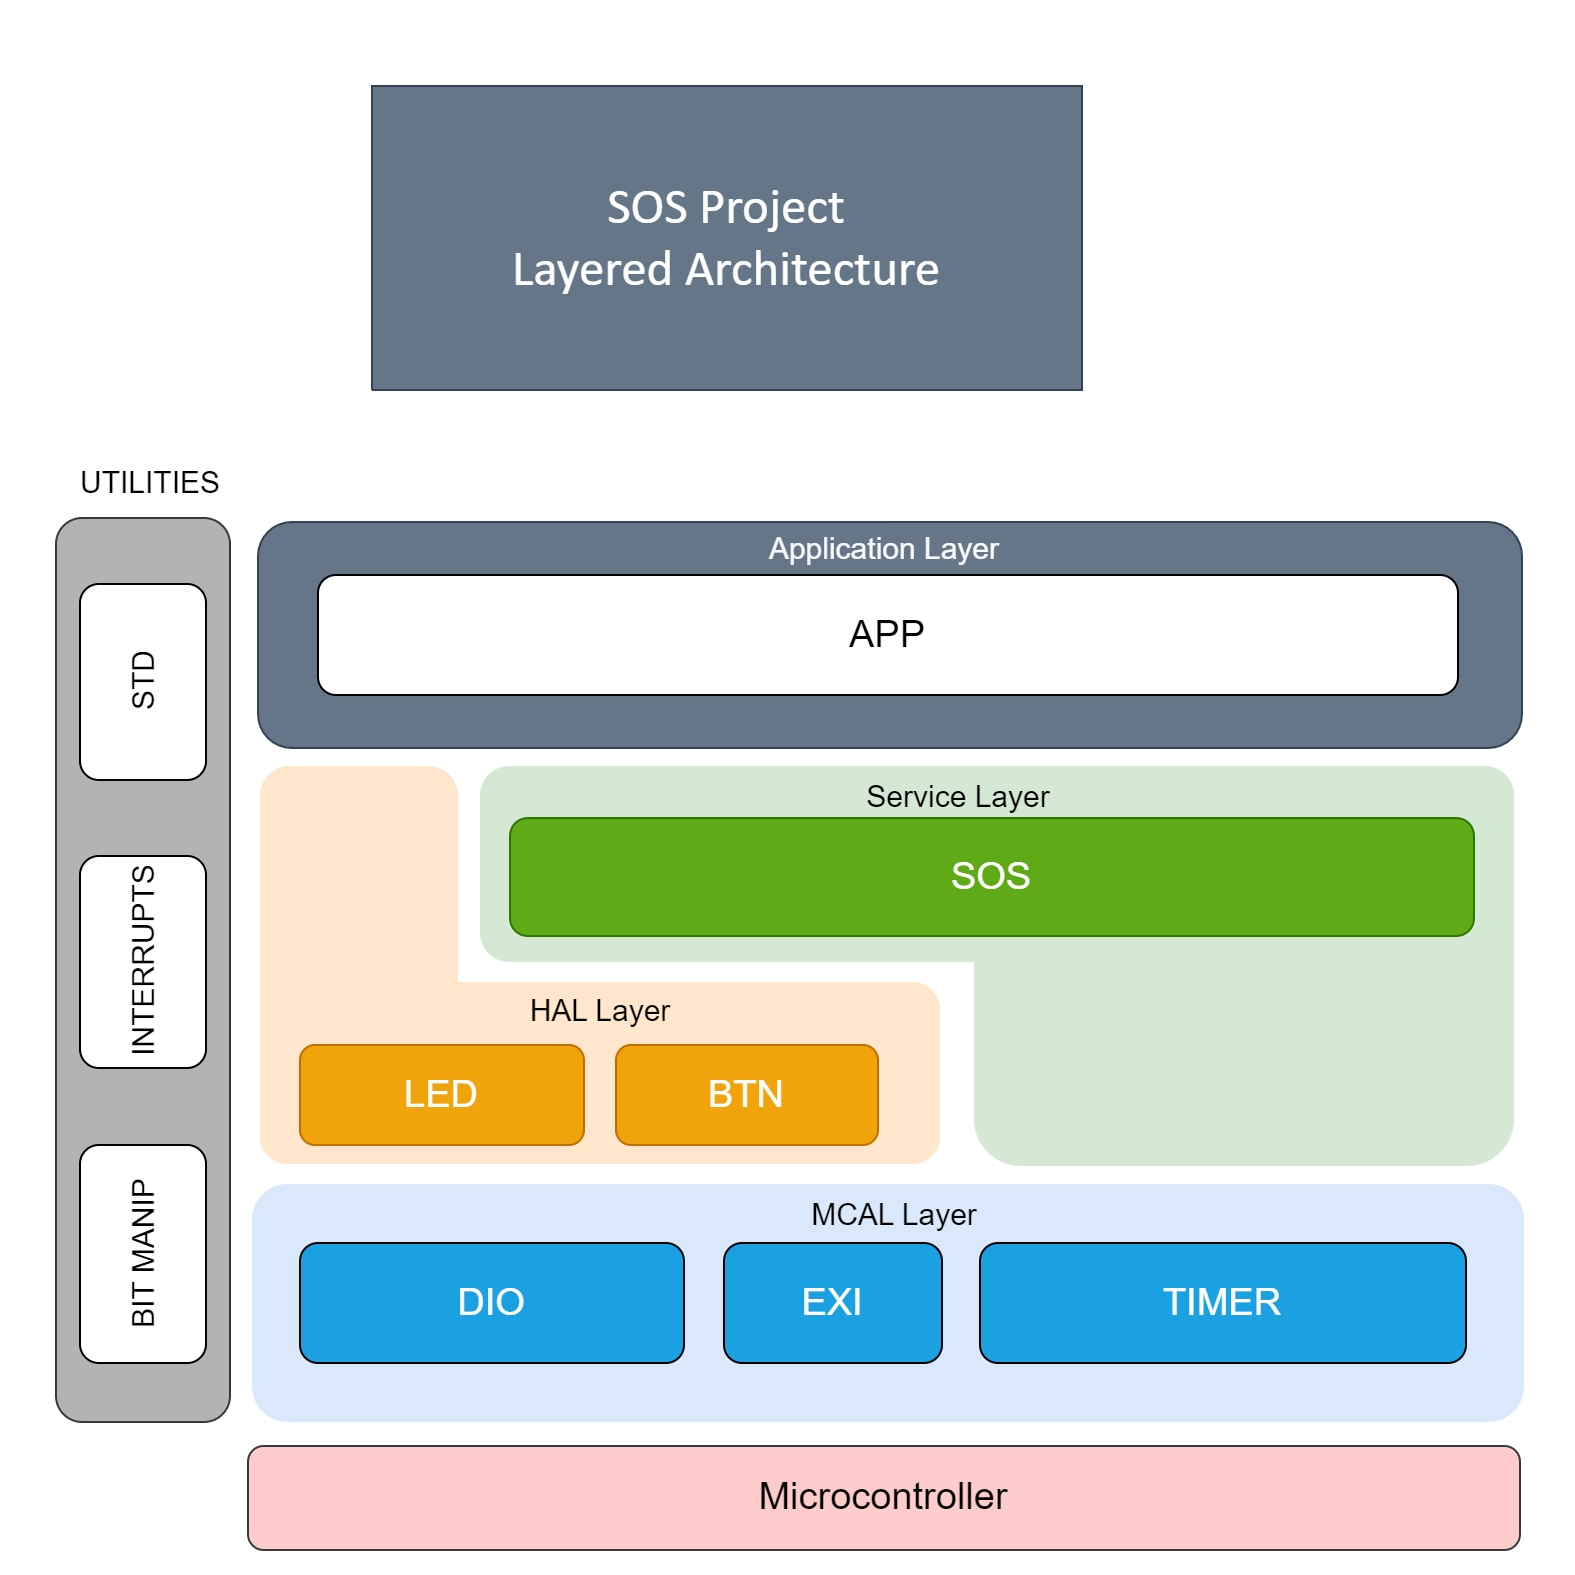 SOS Project
Layered Architecture
UTILITIES
STD
INTERRUPTS
BIT MANIP
Application Layer
APP
Service Layer
SOS
HAL Layer
LED
BTN
MCAL Layer
DIO
EXI
TIMER
Microcontroller